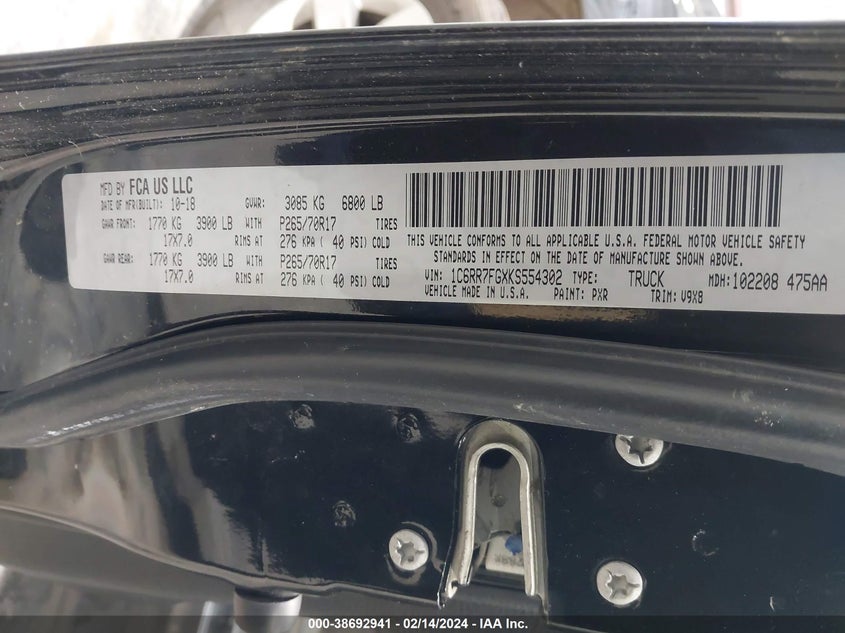 MFD BY FCA US LLC
DATE OF MFR(BUILT): 10-18 GVWR: 3085 KG 6800 LB
GAWR FRONT: 1770 KG 3900 LB WITH P265/70R17 TIRES
17X7.0 RIMS AT 276 KPA ( 40 PSI) COLD
GAWR REAR: 1770 KG 3900 LB WITH P265/70R17 TIRES
17X7.0 RIMS AT 276 KPA ( 40 PSI) COLD
THIS VEHICLE CONFORMS TO ALL APPLICABLE U.S.A. FEDERAL MOTOR VEHICLE SAFETY
STANDARDS IN EFFECT ON THE DATE OF MANUFACTURE SHOWN ABOVE.
VIN: 1C6RR7FGXKS554302 TYPE: TRUCK MDH: 102208 475AA
VEHICLE MADE IN U.S.A. PAINT: PXR TRIM: V9X8
000-38692941 - 02/14/2024 - IAA Inc.